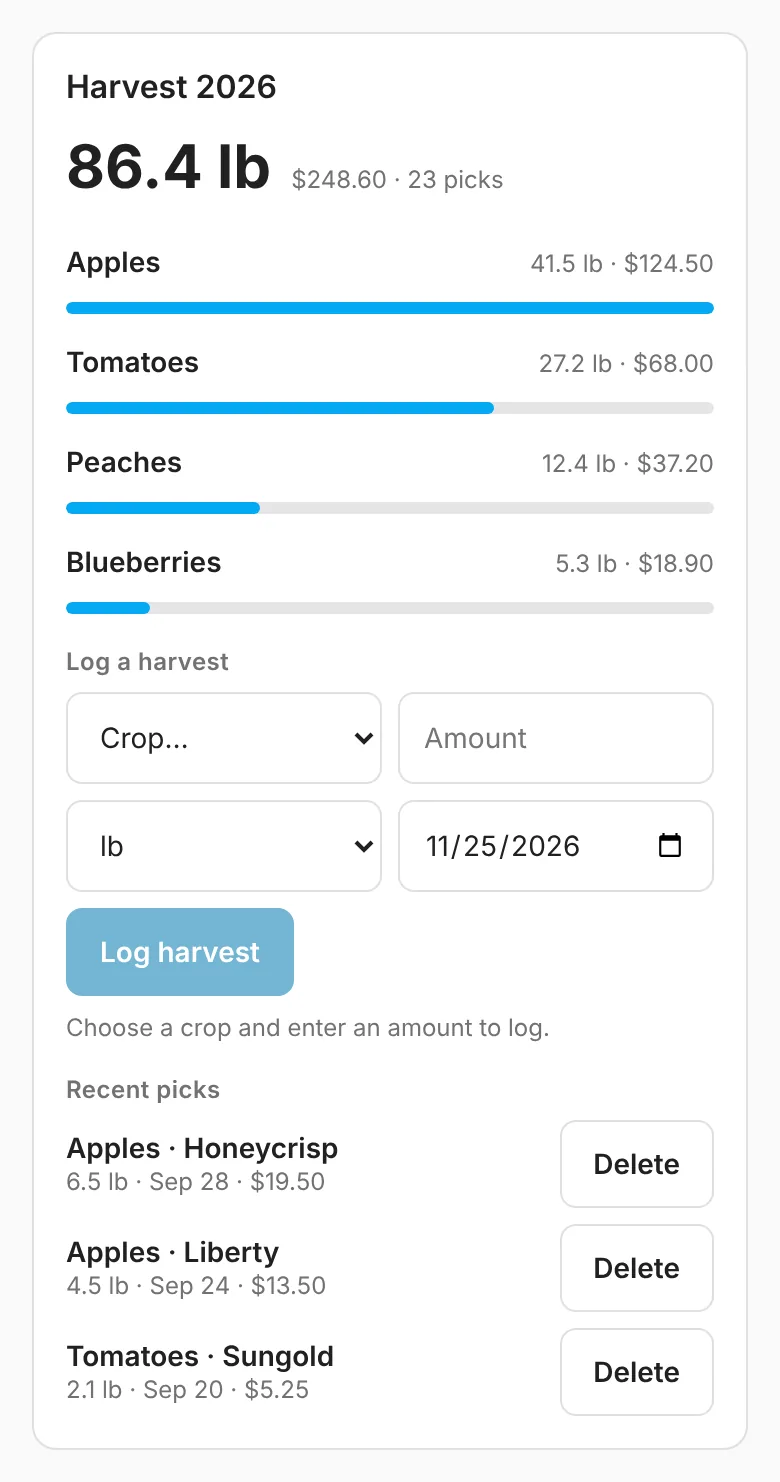 Harvest 2026
86.4 lb $248.60 · 23 picks
Apples 41.5 lb · $124.50
Tomatoes 27.2 lb · $68.00
Peaches 12.4 lb · $37.20
Blueberries 5.3 lb · $18.90
Log a harvest
Crop... Amount
lb 11/25/2026
Log harvest
Choose a crop and enter an amount to log.
Recent picks
Apples · Honeycrisp
6.5 lb · Sep 28 · $19.50
Delete
Apples · Liberty
4.5 lb · Sep 24 · $13.50
Delete
Tomatoes · Sungold
2.1 lb · Sep 20 · $5.25
Delete